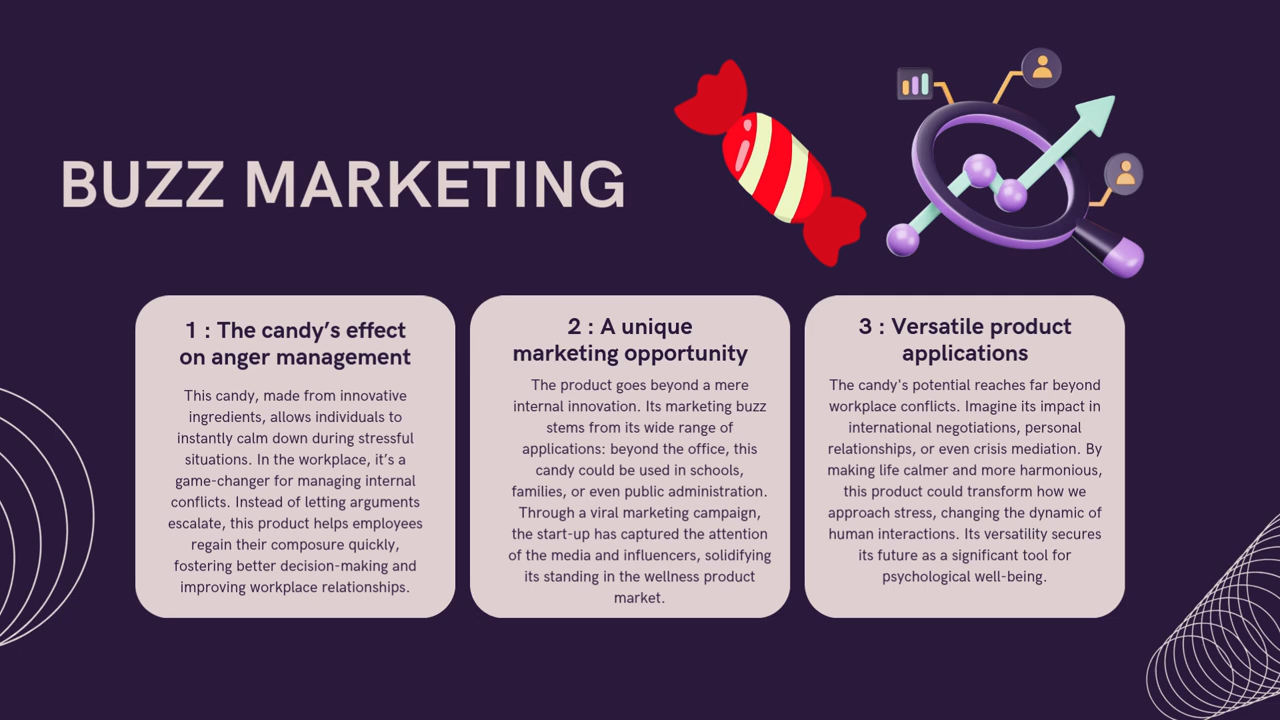 BUZZ MARKETING
1 : The candy’s effect
on anger management
This candy, made from innovative
ingredients, allows individuals to
instantly calm down during stressful
situations. In the workplace, it’s a
game-changer for managing internal
conflicts. Instead of letting arguments
escalate, this product helps employees
regain their composure quickly,
fostering better decision-making and
improving workplace relationships.
2 : A unique
marketing opportunity
The product goes beyond a mere
internal innovation. Its marketing buzz
stems from its wide range of
applications: beyond the office, this
candy could be used in schools,
families, or even public administration.
Through a viral marketing campaign,
the start-up has captured the attention
of the media and influencers, solidifying
its standing in the wellness product
market.
3 : Versatile product
applications
The candy's potential reaches far beyond
workplace conflicts. Imagine its impact in
international negotiations, personal
relationships, or even crisis mediation. By
making life calmer and more harmonious,
this product could transform how we
approach stress, changing the dynamic of
human interactions. Its versatility secures
its future as a significant tool for
psychological well-being.